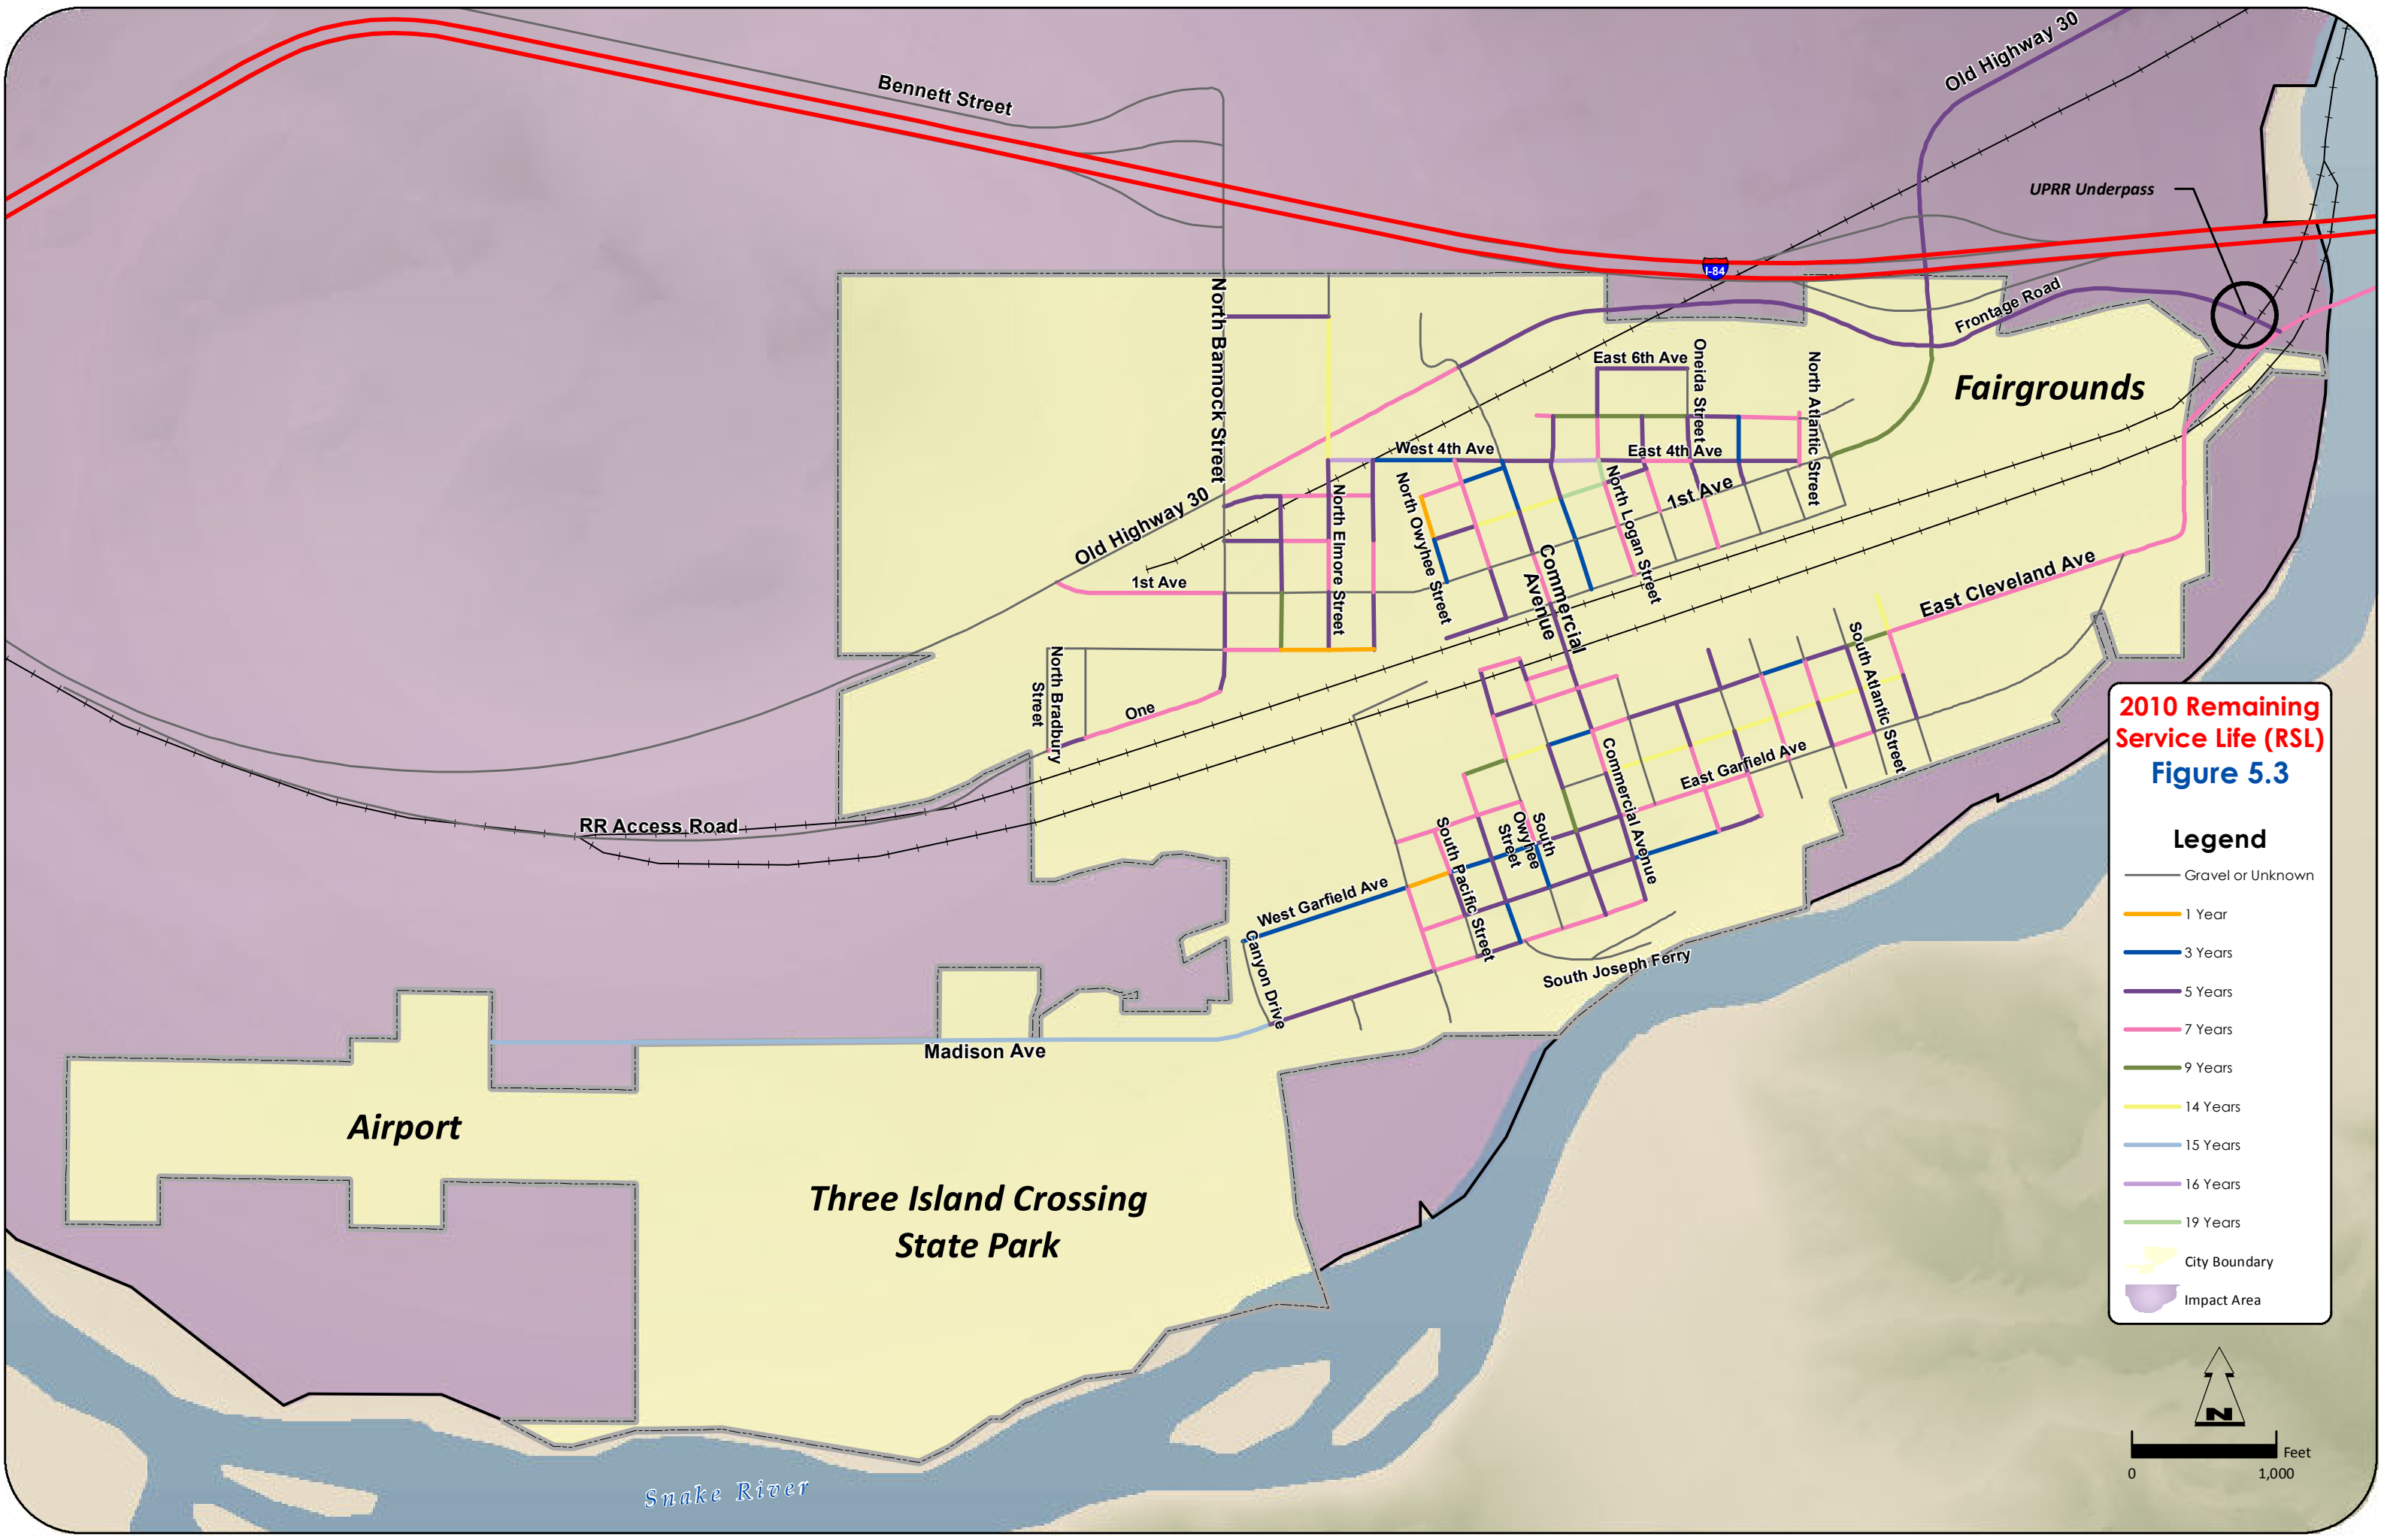 Old Highway 30
Bennett Street
UPRR Underpass
I-84
North Bannock Street
Frontage Road
East 6th Ave
Oneida Street
North Atlantic Street
Fairgrounds
West 4th Ave
East 4th Ave
North Owyhee Street
North Elmore Street
North Logan Street
1st Ave
Old Highway 30
Commercial
Avenue
1st Ave
East Cleveland Ave
South Atlantic Street
North Bradbury
Street
One
Commercial Avenue
East Garfield Ave
RR Access Road
South
Owyhee
Street
South Pacific Street
West Garfield Ave
Canyon Drive
South Joseph Ferry
Madison Ave
Airport
Three Island Crossing
State Park
Snake River
2010 Remaining
Service Life (RSL)
Figure 5.3
Legend
Gravel or Unknown
1 Year
3 Years
5 Years
7 Years
9 Years
14 Years
15 Years
16 Years
19 Years
City Boundary
Impact Area
N
Feet
0 1,000